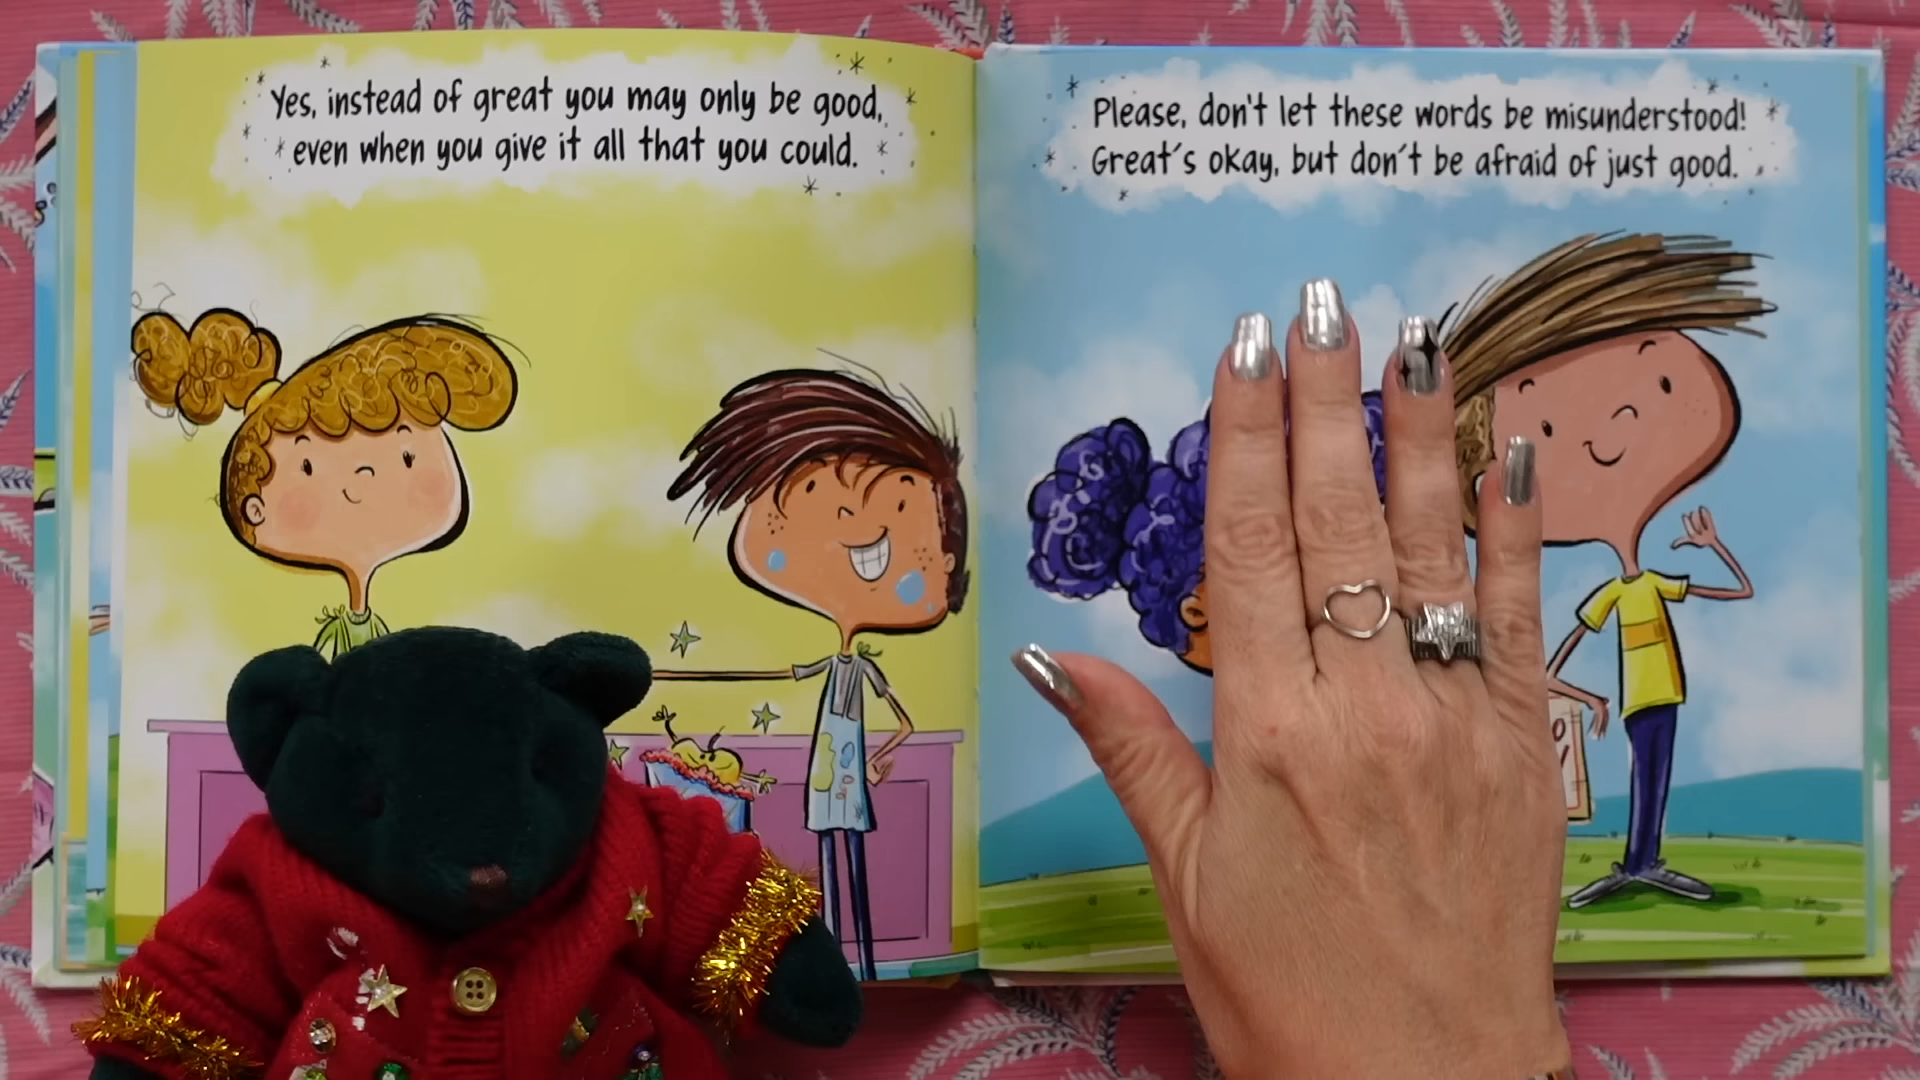 Yes, instead of great you may only be good,
even when you give it all that you could.
Please, don't let these words be misunderstood!
Great's okay, but don't be afraid of just good.